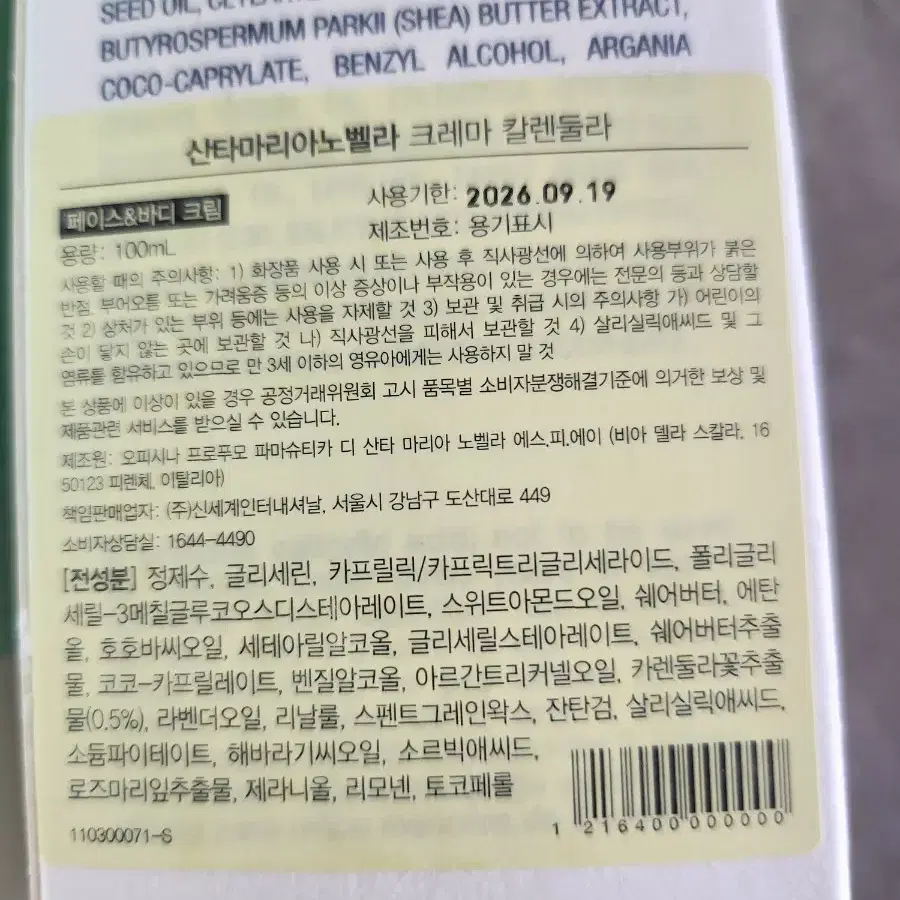 SEED OIL,
BUTYROSPERMUM PARKII (SHEA) BUTTER EXTRACT,
COCO-CAPRYLATE, BENZYL ALCOHOL, ARGANIA
산타마리아노벨라 크레마 칼렌둘라
페이스&바디 크림
사용기한: 2026.09.19
용량: 100mL
제조번호: 용기표시
사용할 때의 주의사항: 1) 화장품 사용 시 또는 사용 후 직사광선에 의하여 사용부위가 붉은
반점, 부어오름 또는 가려움증 등의 이상 증상이나 부작용이 있는 경우에는 전문의 등과 상담할
것 2) 상처가 있는 부위 등에는 사용을 자제할 것 3) 보관 및 취급 시의 주의사항 가) 어린이의
손이 닿지 않는 곳에 보관할 것 나) 직사광선을 피해서 보관할 것 4) 살리실릭애씨드 및 그
염류를 함유하고 있으므로 만 3세 이하의 영유아에게는 사용하지 말 것
본 상품에 이상이 있을 경우 공정거래위원회 고시 품목별 소비자분쟁해결기준에 의거한 보상 및
제품관련 서비스를 받으실 수 있습니다.
제조원: 오피시나 프로푸모 파마슈티카 디 산타 마리아 노벨라 에스.피.에이 (비아 델라 스칼라, 16
50123 피렌체, 이탈리아)
책임판매업자: (주)신세계인터내셔날, 서울시 강남구 도산대로 449
소비자상담실: 1644-4490
[전성분] 정제수, 글리세린, 카프릴릭/카프릭트리글리세라이드, 폴리글리
세릴-3메칠글루코오스디스테아레이트, 스위트아몬드오일, 쉐어버터, 에탄
올, 호호바씨오일, 세테아릴알코올, 글리세릴스테아레이트, 쉐어버터추출
물, 코코-카프릴레이트, 벤질알코올, 아르간트리커넬오일, 카렌둘라꽃추출
물(0.5%), 라벤더오일, 리날룰, 스펜트그레인왁스, 잔탄검, 살리실릭애씨드,
소듐파이테이트, 해바라기씨오일, 소르빅애씨드,
로즈마리잎추출물, 제라니올, 리모넨, 토코페롤
110300071-S
1 216400 000000